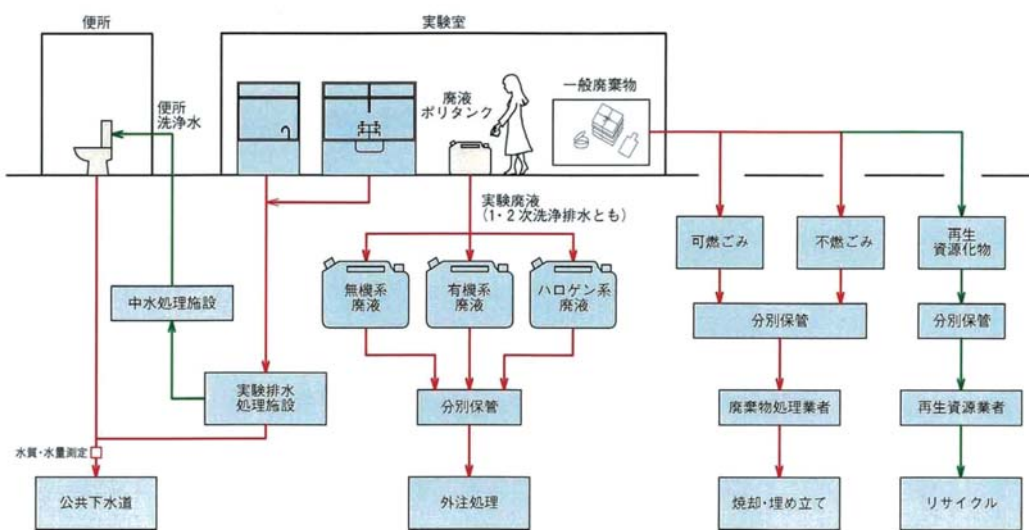 便所
実験室
便所
洗浄水
廃液
ポリタンク
一般廃棄物
実験廃液
(1・2次洗浄排水とも)
可燃ごみ
不燃ごみ
再生
資源化物
無機系
廃液
有機系
廃液
ハロゲン系
廃液
中水処理施設
分別保管
分別保管
実験排水
処理施設
分別保管
廃棄物処理業者
再生資源業者
水質・水量測定
公共下水道
外注処理
焼却・埋め立て
リサイクル